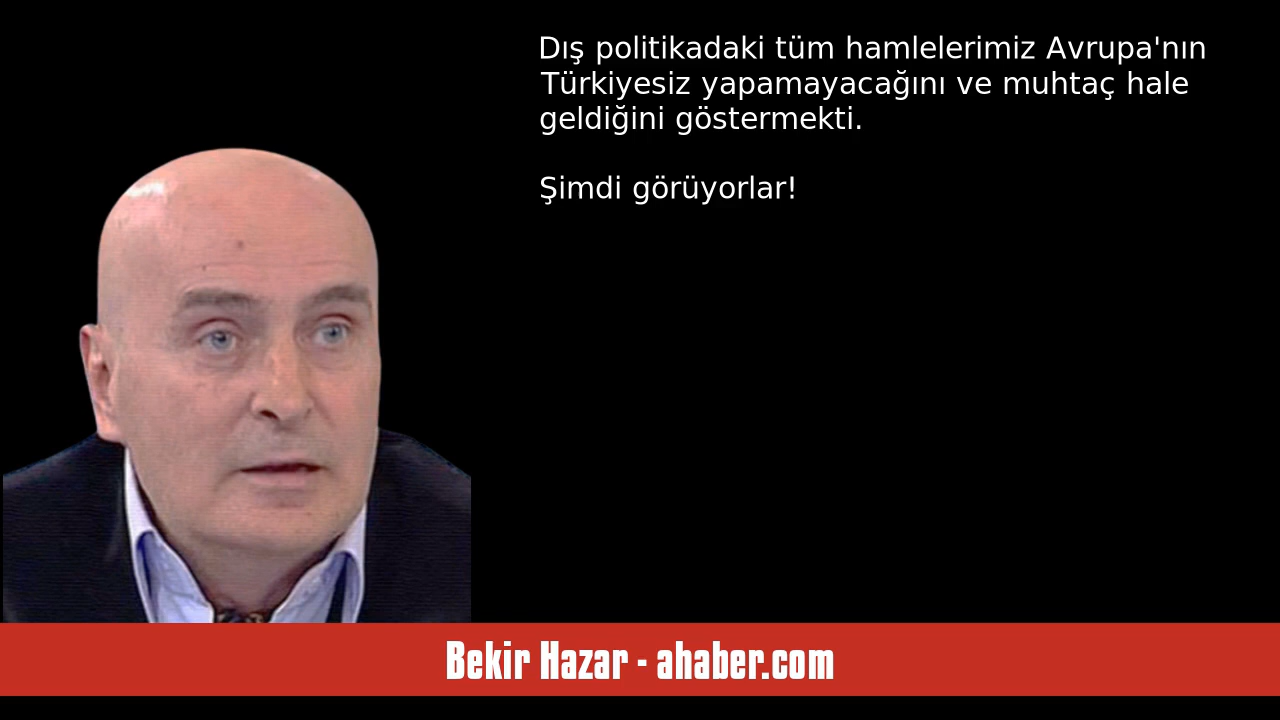 Dış politikadaki tüm hamlelerimiz Avrupa'nın
Türkiyesiz yapamayacağını ve muhtaç hale
geldiğini göstermekti.
Şimdi görüyorlar!
Bekir Hazar - ahaber.com